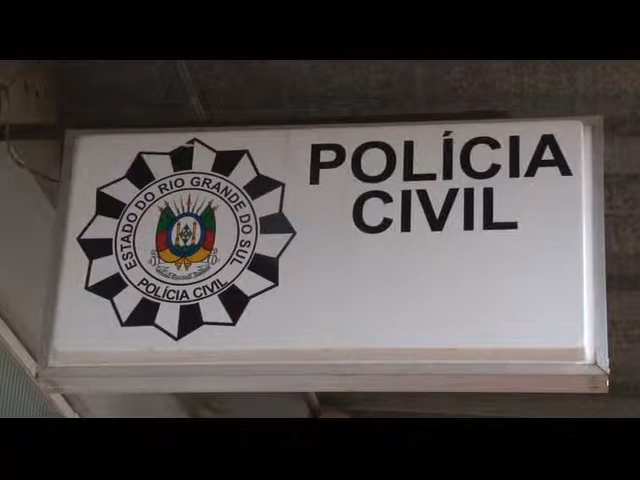 POLÍCIA
CIVIL
ESTADO DO RIO GRANDE DO SUL
POLÍCIA CIVIL